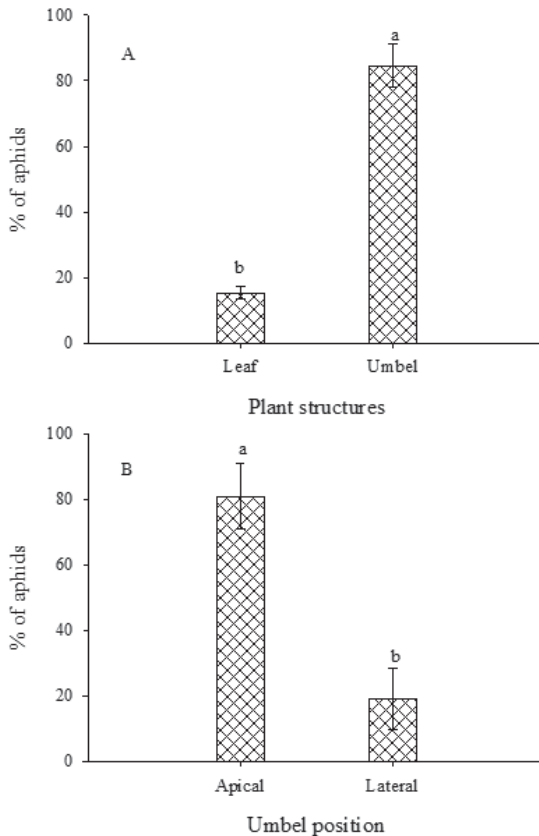 100
A
a
80
60
% of aphids
40
b
20
0
Leaf Umbel
Plant structures
100
B
a
80
60
% of aphids
40
b
20
0
Apical Lateral
Umbel position